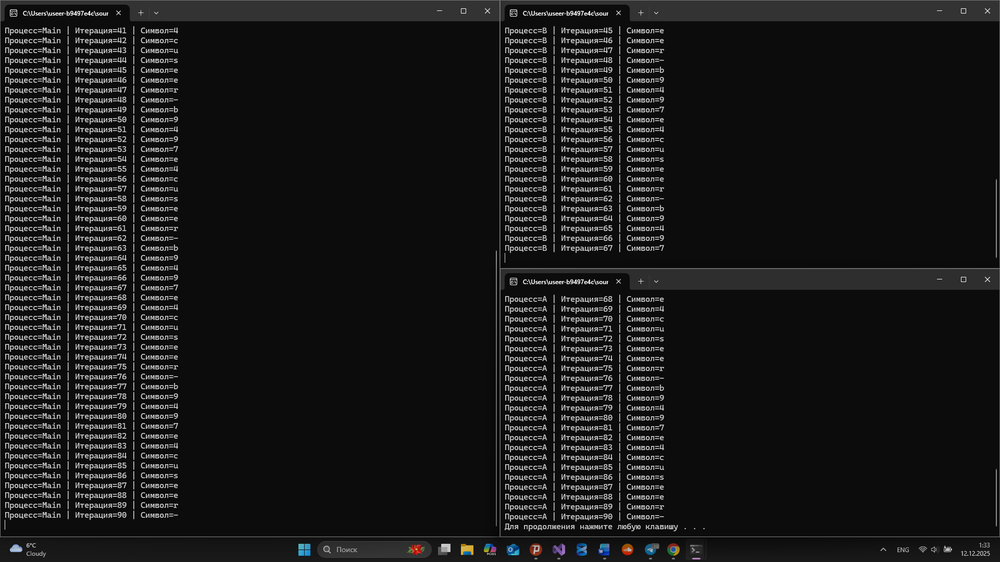 C:\Users\useer-b9497e4c\sour
Процесс=Main | Итерация=41 | Символ=4
Процесс=Main | Итерация=42 | Символ=c
Процесс=Main | Итерация=43 | Символ=u
Процесс=Main | Итерация=44 | Символ=s
Процесс=Main | Итерация=45 | Символ=e
Процесс=Main | Итерация=46 | Символ=e
Процесс=Main | Итерация=47 | Символ=r
Процесс=Main | Итерация=48 | Символ=-
Процесс=Main | Итерация=49 | Символ=b
Процесс=Main | Итерация=50 | Символ=9
Процесс=Main | Итерация=51 | Символ=4
Процесс=Main | Итерация=52 | Символ=9
Процесс=Main | Итерация=53 | Символ=7
Процесс=Main | Итерация=54 | Символ=e
Процесс=Main | Итерация=55 | Символ=4
Процесс=Main | Итерация=56 | Символ=c
Процесс=Main | Итерация=57 | Символ=u
Процесс=Main | Итерация=58 | Символ=s
Процесс=Main | Итерация=59 | Символ=e
Процесс=Main | Итерация=60 | Символ=e
Процесс=Main | Итерация=61 | Символ=r
Процесс=Main | Итерация=62 | Символ=-
Процесс=Main | Итерация=63 | Символ=b
Процесс=Main | Итерация=64 | Символ=9
Процесс=Main | Итерация=65 | Символ=4
Процесс=Main | Итерация=66 | Символ=9
Процесс=Main | Итерация=67 | Символ=7
Процесс=Main | Итерация=68 | Символ=e
Процесс=Main | Итерация=69 | Символ=4
Процесс=Main | Итерация=70 | Символ=c
Процесс=Main | Итерация=71 | Символ=u
Процесс=Main | Итерация=72 | Символ=s
Процесс=Main | Итерация=73 | Символ=e
Процесс=Main | Итерация=74 | Символ=e
Процесс=Main | Итерация=75 | Символ=r
Процесс=Main | Итерация=76 | Символ=-
Процесс=Main | Итерация=77 | Символ=b
Процесс=Main | Итерация=78 | Символ=9
Процесс=Main | Итерация=79 | Символ=4
Процесс=Main | Итерация=80 | Символ=9
Процесс=Main | Итерация=81 | Символ=7
Процесс=Main | Итерация=82 | Символ=e
Процесс=Main | Итерация=83 | Символ=4
Процесс=Main | Итерация=84 | Символ=c
Процесс=Main | Итерация=85 | Символ=u
Процесс=Main | Итерация=86 | Символ=s
Процесс=Main | Итерация=87 | Символ=e
Процесс=Main | Итерация=88 | Символ=e
Процесс=Main | Итерация=89 | Символ=r
Процесс=Main | Итерация=90 | Символ=-
C:\Users\useer-b9497e4c\sour
Процесс=B | Итерация=45 | Символ=e
Процесс=B | Итерация=46 | Символ=e
Процесс=B | Итерация=47 | Символ=r
Процесс=B | Итерация=48 | Символ=-
Процесс=B | Итерация=49 | Символ=b
Процесс=B | Итерация=50 | Символ=9
Процесс=B | Итерация=51 | Символ=4
Процесс=B | Итерация=52 | Символ=9
Процесс=B | Итерация=53 | Символ=7
Процесс=B | Итерация=54 | Символ=e
Процесс=B | Итерация=55 | Символ=4
Процесс=B | Итерация=56 | Символ=c
Процесс=B | Итерация=57 | Символ=u
Процесс=B | Итерация=58 | Символ=s
Процесс=B | Итерация=59 | Символ=e
Процесс=B | Итерация=60 | Символ=e
Процесс=B | Итерация=61 | Символ=r
Процесс=B | Итерация=62 | Символ=-
Процесс=B | Итерация=63 | Символ=b
Процесс=B | Итерация=64 | Символ=9
Процесс=B | Итерация=65 | Символ=4
Процесс=B | Итерация=66 | Символ=9
Процесс=B | Итерация=67 | Символ=7
C:\Users\useer-b9497e4c\sour
Процесс=A | Итерация=68 | Символ=e
Процесс=A | Итерация=69 | Символ=4
Процесс=A | Итерация=70 | Символ=c
Процесс=A | Итерация=71 | Символ=u
Процесс=A | Итерация=72 | Символ=s
Процесс=A | Итерация=73 | Символ=e
Процесс=A | Итерация=74 | Символ=e
Процесс=A | Итерация=75 | Символ=r
Процесс=A | Итерация=76 | Символ=-
Процесс=A | Итерация=77 | Символ=b
Процесс=A | Итерация=78 | Символ=9
Процесс=A | Итерация=79 | Символ=4
Процесс=A | Итерация=80 | Символ=9
Процесс=A | Итерация=81 | Символ=7
Процесс=A | Итерация=82 | Символ=e
Процесс=A | Итерация=83 | Символ=4
Процесс=A | Итерация=84 | Символ=c
Процесс=A | Итерация=85 | Символ=u
Процесс=A | Итерация=86 | Символ=s
Процесс=A | Итерация=87 | Символ=e
Процесс=A | Итерация=88 | Символ=e
Процесс=A | Итерация=89 | Символ=r
Процесс=A | Итерация=90 | Символ=-
Для продолжения нажмите любую клавишу . . .
6°C
Cloudy
Поиск
M365
10
ENG
1:33
12.12.2025